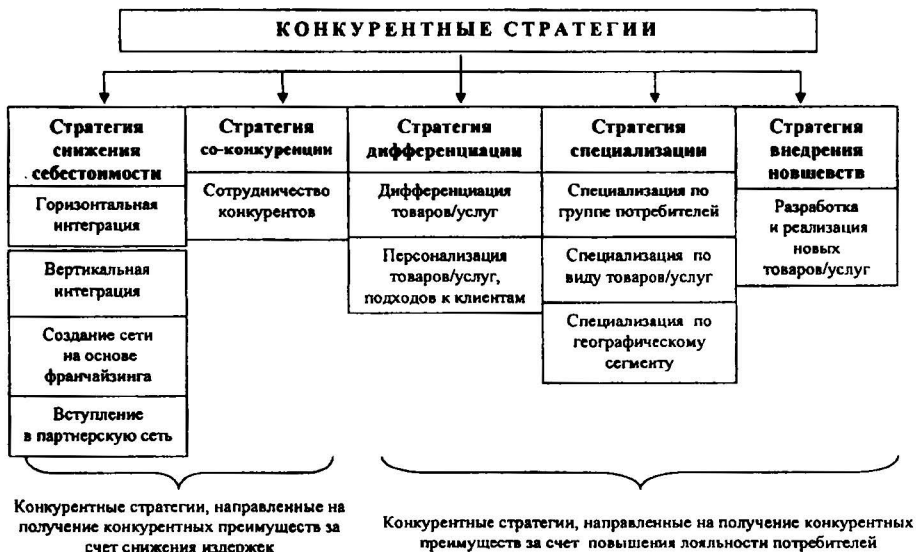 КОНКУРЕНТНЫЕ СТРАТЕГИИ
Стратегия
снижения
себестоимости
Горизонтальная
интеграция
Вертикальная
интеграция
Создание сети
на основе
франчайзинга
Вступление
в партнерскую сеть
Стратегия
со-конкуренции
Сотрудничество
конкурентов
Стратегия
дифференциации
Дифференциация
товаров/услуг
Персонализация
товаров/услуг,
подходов к клиентам
Стратегия
специализации
Специализация по
группе потребителей
Специализация по
виду товаров/услуг
Специализация по
географическому
сегменту
Стратегия
внедрения
новшевств
Разработка
и реализация
новых
товаров/услуг
Конкурентные стратегии, направленные на
получение конкурентных преимуществ за
счет снижения издержек
Конкурентные стратегии, направленные на получение конкурентных
преимуществ за счет повышения лояльности потребителей